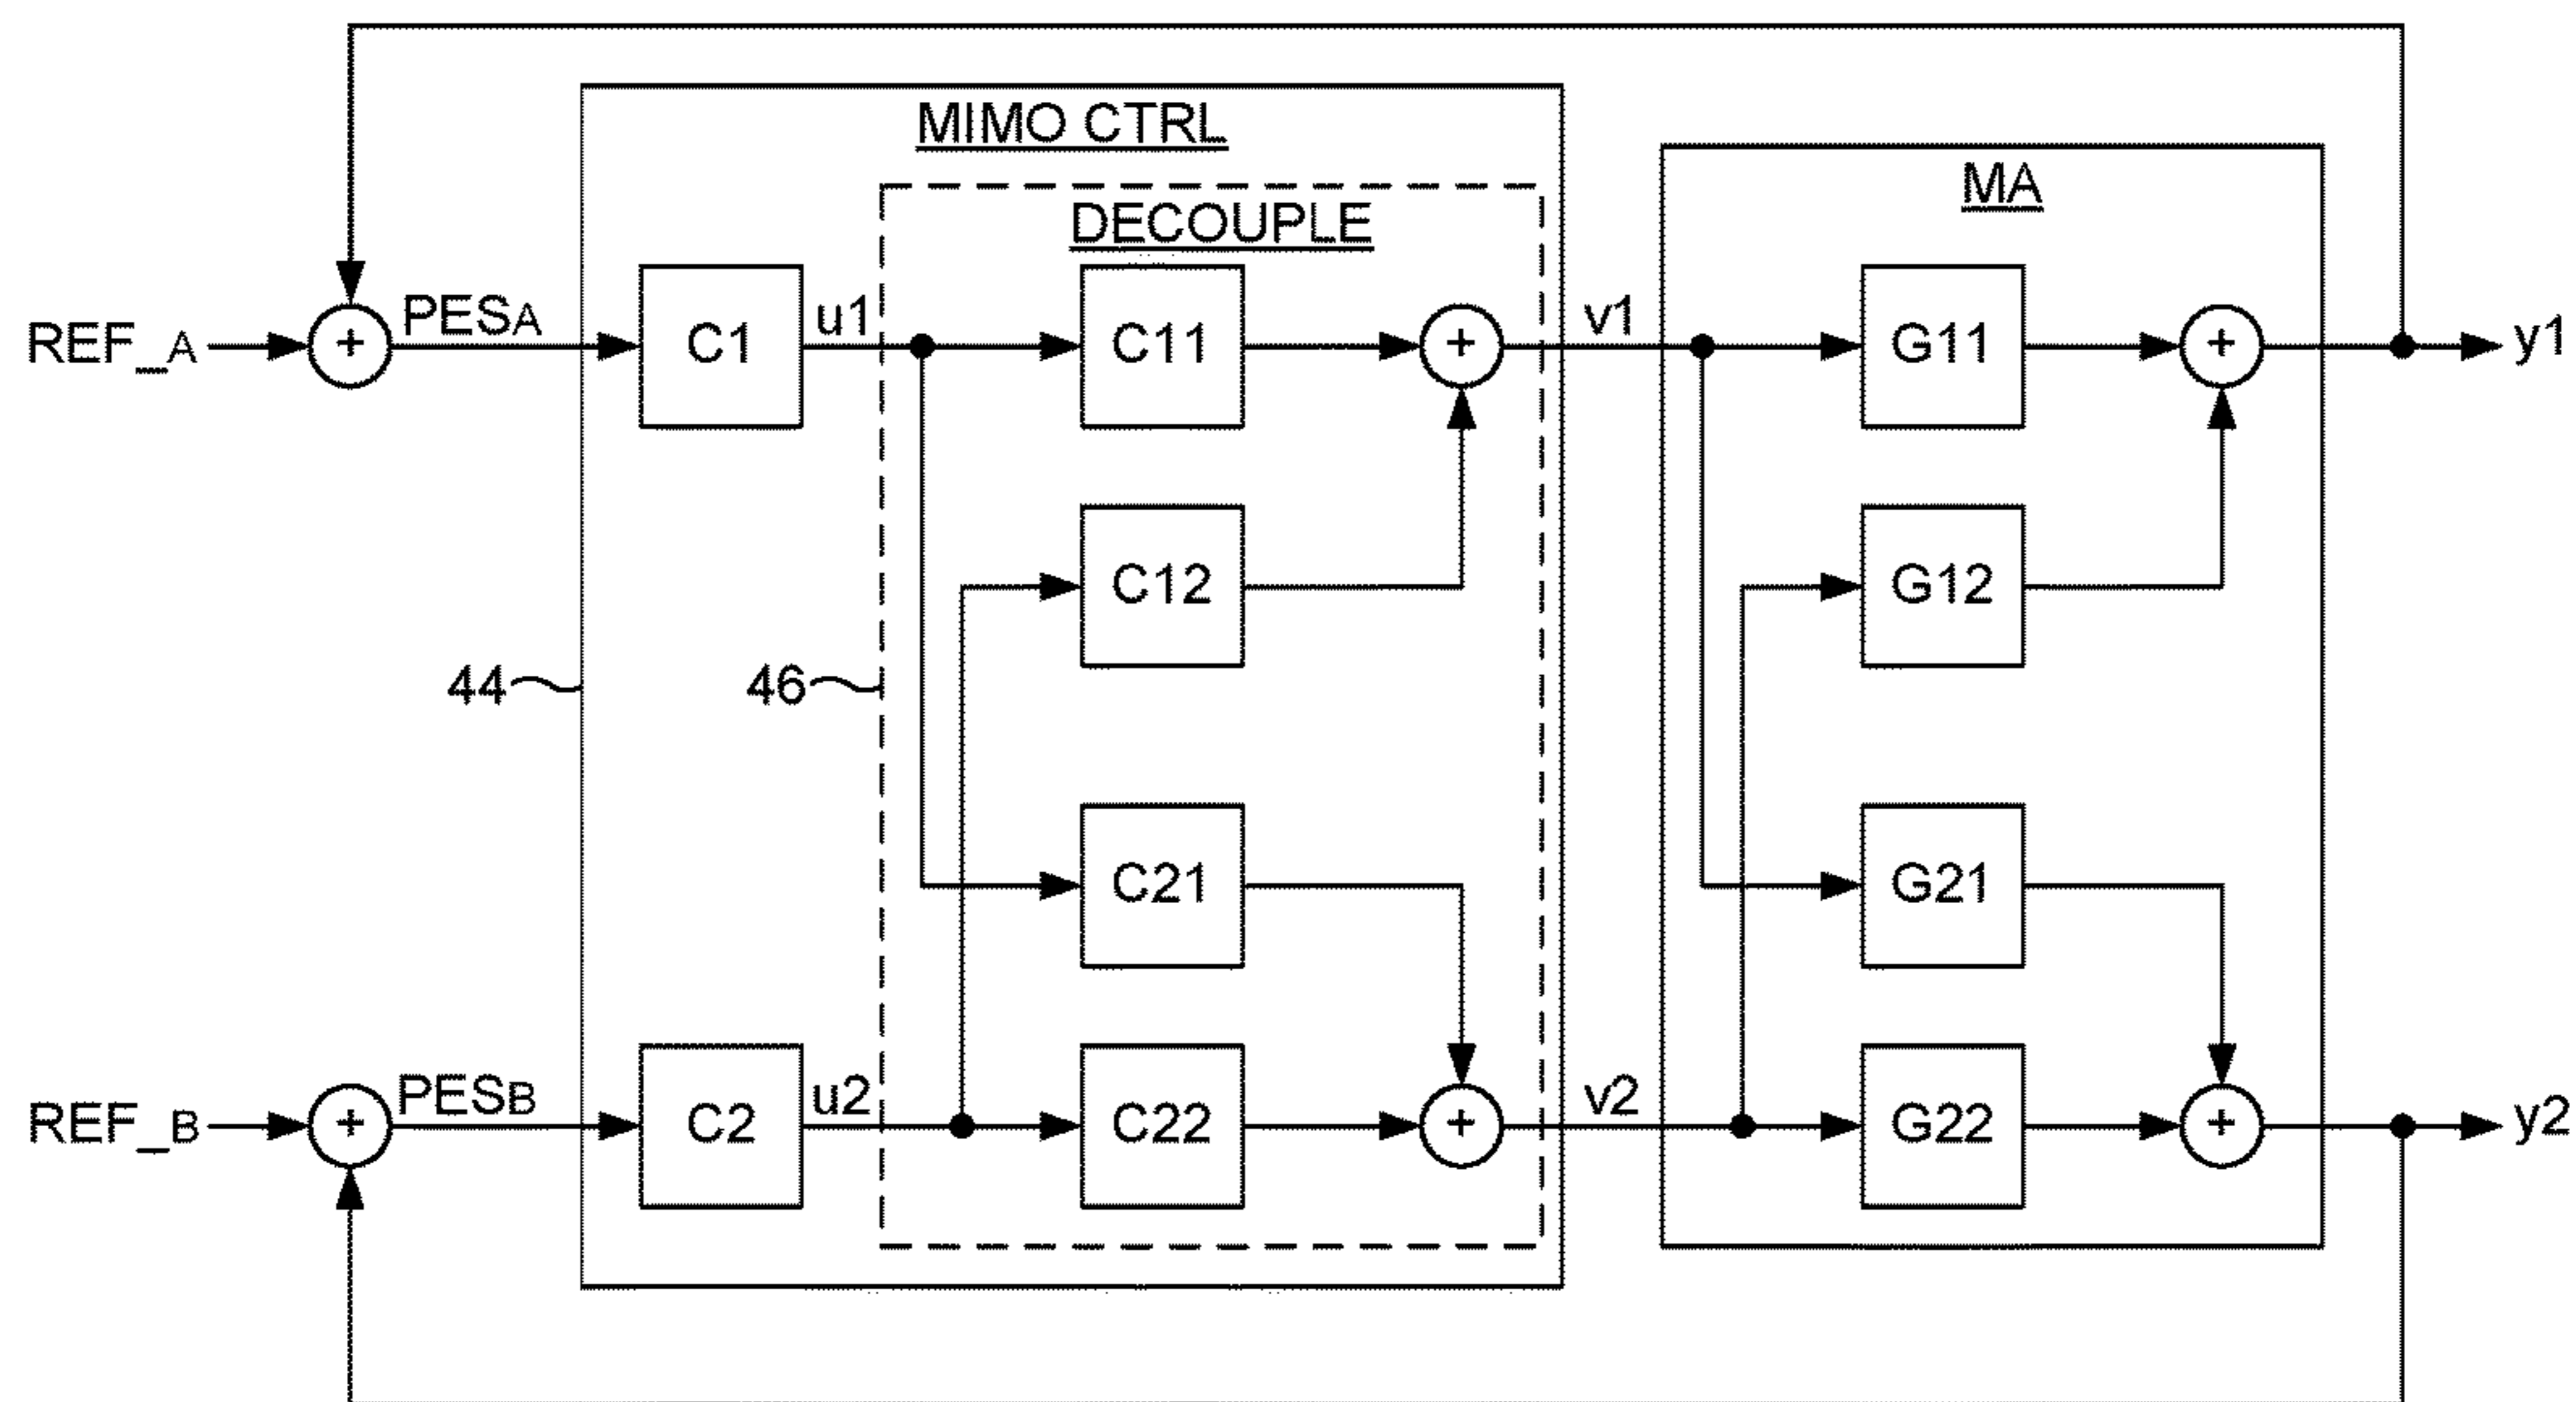 MIMO CTRL
MA
DECOUPLE
REF_A
+
PESA
C1
u1
C11
+
v1
G11
+
y1
C12
G12
44
46
C21
G21
REF_B
+
PESB
C2
u2
C22
+
v2
G22
+
y2